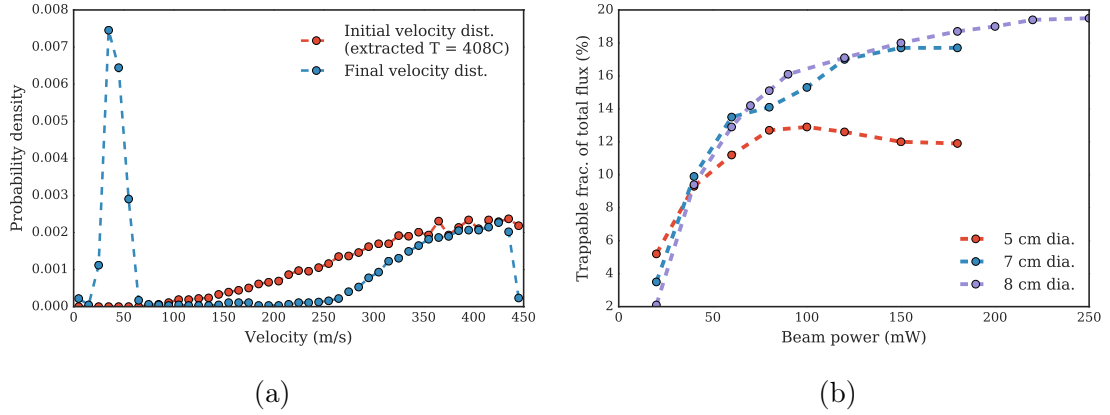 0.008
0.007
0.006
0.005
0.004
0.003
0.002
0.001
0.000
Probability density
Initial velocity dist.
(extracted T = 408C)
Final velocity dist.
0 50 100 150 200 250 300 350 400 450
Velocity (m/s)
(a)
20
18
16
14
12
10
8
6
4
2
Trappable frac. of total flux (%)
5 cm dia.
7 cm dia.
8 cm dia.
0 50 100 150 200 250
Beam power (mW)
(b)